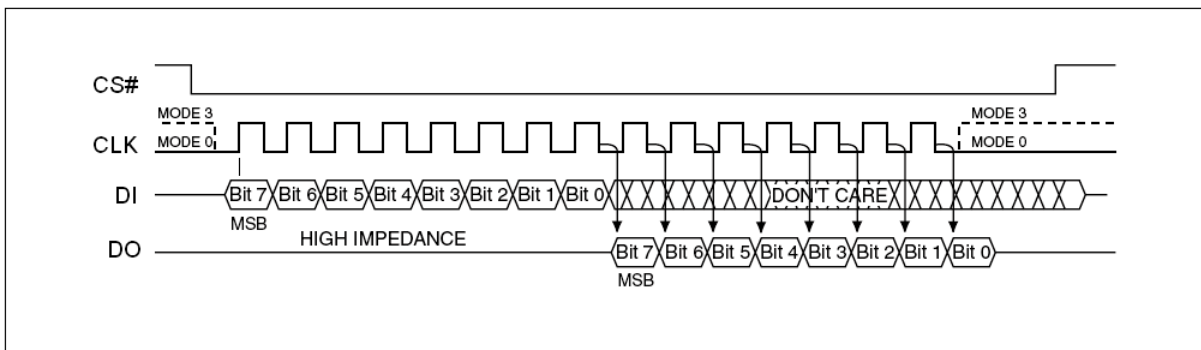 CS#
MODE 3 MODE 3
CLK MODE 0 MODE 0
DI Bit 7 Bit 6 Bit 5 Bit 4 Bit 3 Bit 2 Bit 1 Bit 0 DON'T CARE
MSB
HIGH IMPEDANCE
DO Bit 7 Bit 6 Bit 5 Bit 4 Bit 3 Bit 2 Bit 1 Bit 0
MSB